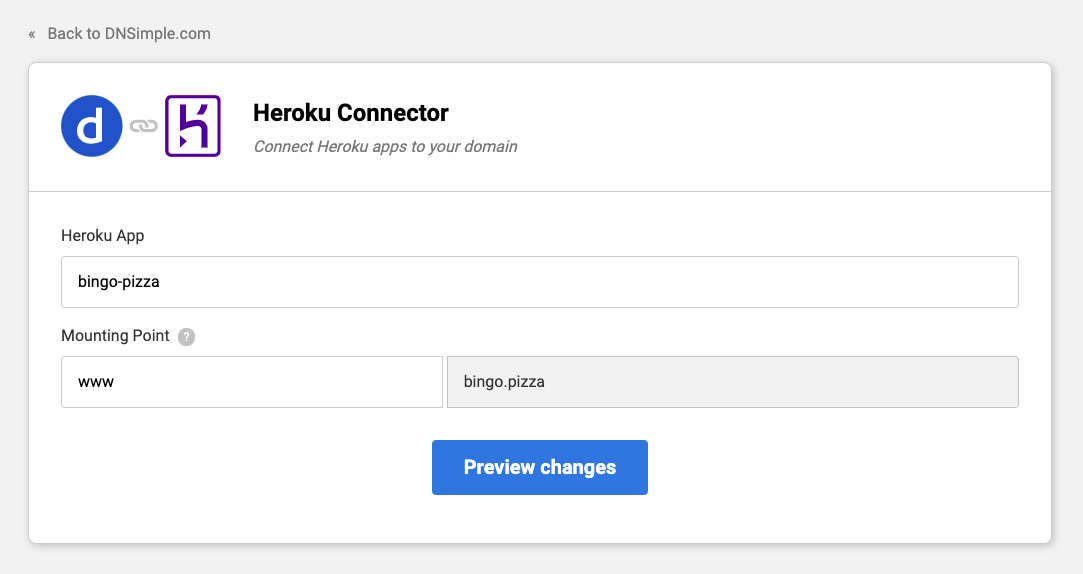 « Back to DNSimple.com
d
Heroku Connector
Connect Heroku apps to your domain
Heroku App
bingo-pizza
Mounting Point ?
www
bingo.pizza
Preview changes